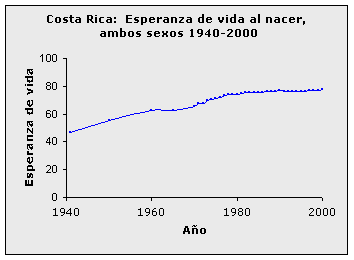 Costa Rica: Esperanza de vida al nacer,
ambos sexos 1940-2000
Esperanza de vida
100
80
60
40
20
0
1940 1960 1980 2000
Año